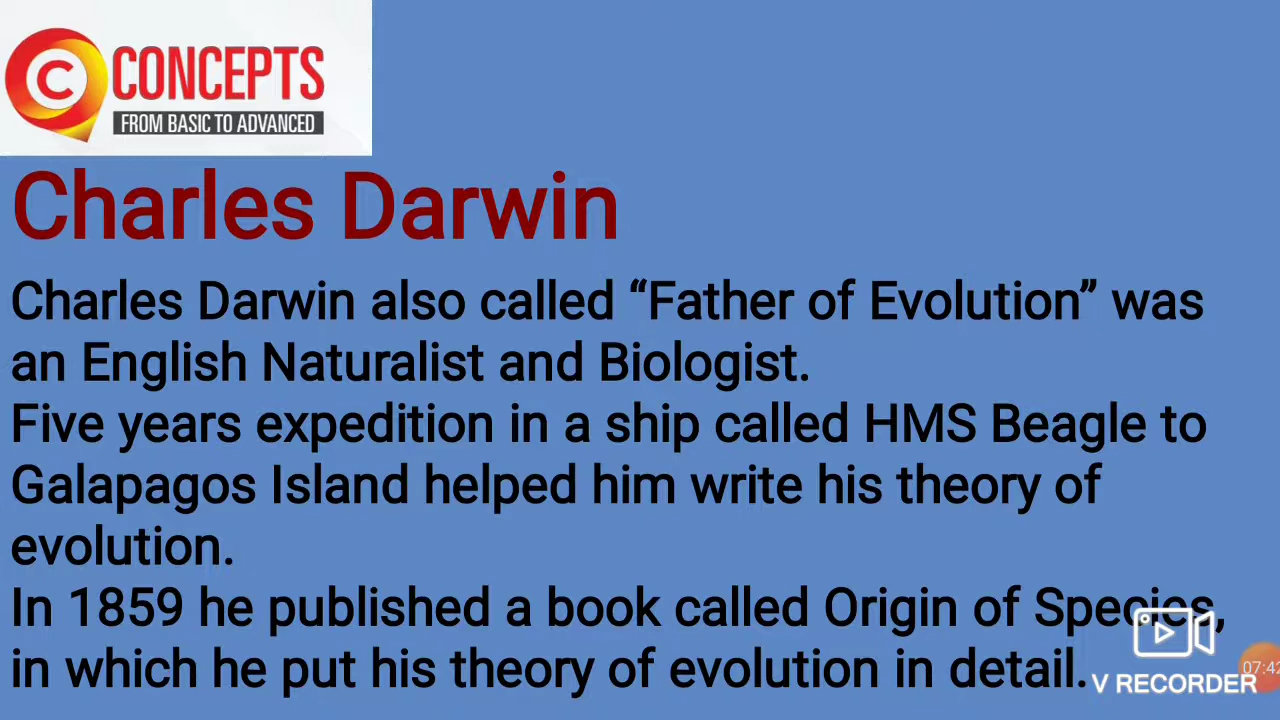 C CONCEPTS
FROM BASIC TO ADVANCED
Charles Darwin
Charles Darwin also called “Father of Evolution” was
an English Naturalist and Biologist.
Five years expedition in a ship called HMS Beagle to
Galapagos Island helped him write his theory of
evolution.
In 1859 he published a book called Origin of Species,
in which he put his theory of evolution in detail.
07:42
V RECORDER